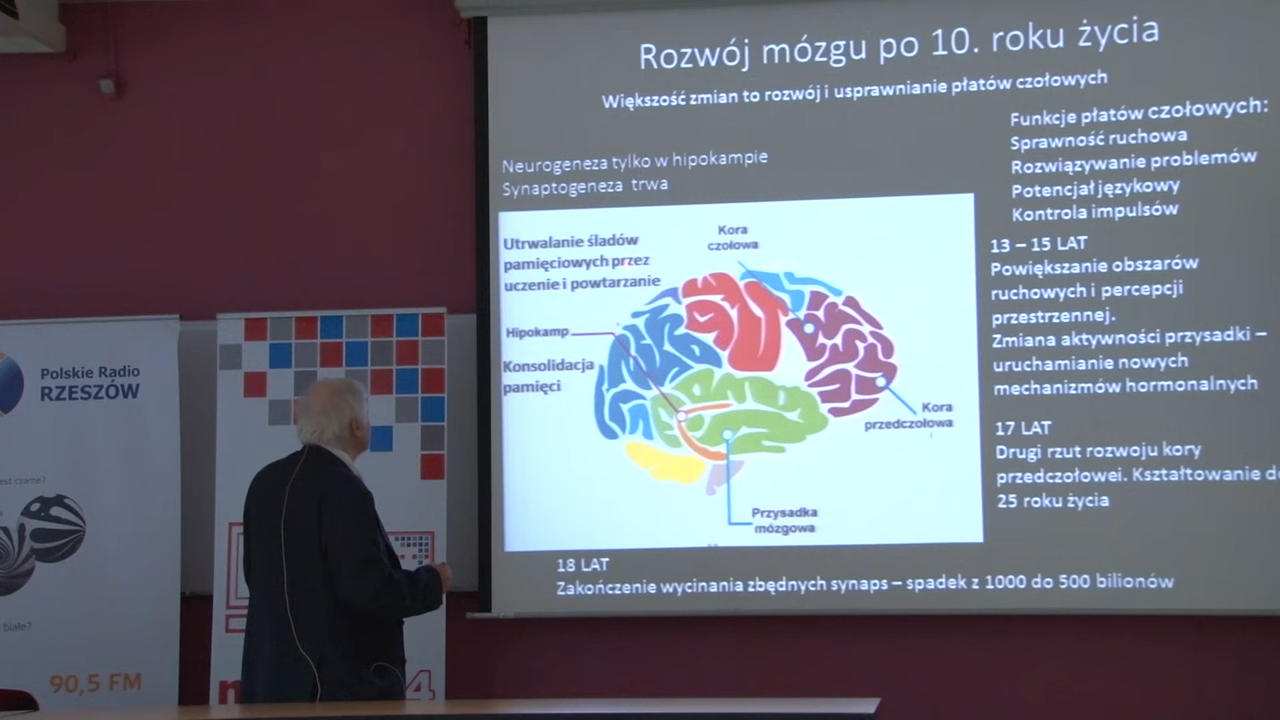 Rozwój mózgu po 10. roku życia
Większość zmian to rozwój i usprawnianie płatów czołowych
Neurogeneza tylko w hipokampie
Synaptogeneza trwa
Funkcje płatów czołowych:
Sprawność ruchowa
Rozwiązywanie problemów
Potencjał językowy
Kontrola impulsów
Utrwalanie śladów
pamięciowych przez
uczenie i powtarzanie
Kora
czołowa
Hipokamp
Konsolidacja
pamięci
Kora
przedczołowa
Przysadka
mózgowa
13 – 15 LAT
Powiększanie obszarów
ruchowych i percepcji
przestrzennej.
Zmiana aktywności przysadki –
uruchamianie nowych
mechanizmów hormonalnych
17 LAT
Drugi rzut rozwoju kory
przedczołowei. Kształtowanie do
25 roku życia
18 LAT
Zakończenie wycinania zbędnych synaps – spadek z 1000 do 500 bilionów
Polskie Radio
RZESZÓW
est czarne?
białe?
90,5 FM